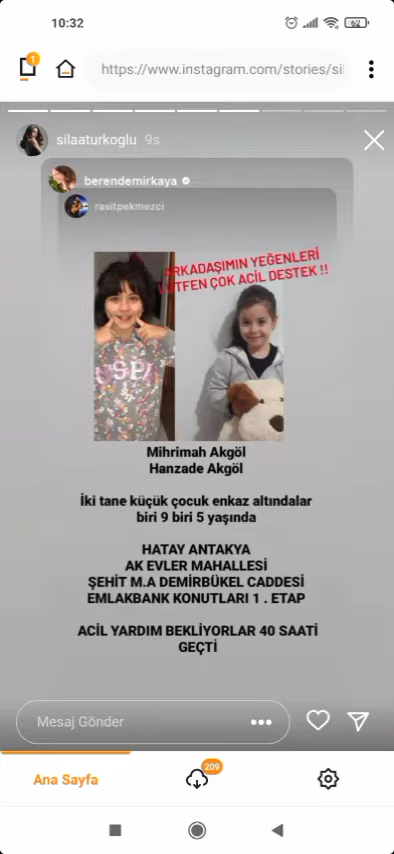 10:32
62
1
https://www.instagram.com/stories/sil
silaaturkoglu 9s
berendemirkaya
rasitpekmezci
ARKADAŞIMIN YEĞENLERİ
LÜTFEN ÇOK ACİL DESTEK !!
Mihrimah Akgöl
Hanzade Akgöl
İki tane küçük çocuk enkaz altındalar
biri 9 biri 5 yaşında
HATAY ANTAKYA
AK EVLER MAHALLESİ
ŞEHİT M.A DEMİRBÜKEL CADDESİ
EMLAKBANK KONUTLARI 1 . ETAP
ACİL YARDIM BEKLİYORLAR 40 SAATİ
GEÇTİ
Mesaj Gönder
Ana Sayfa
209